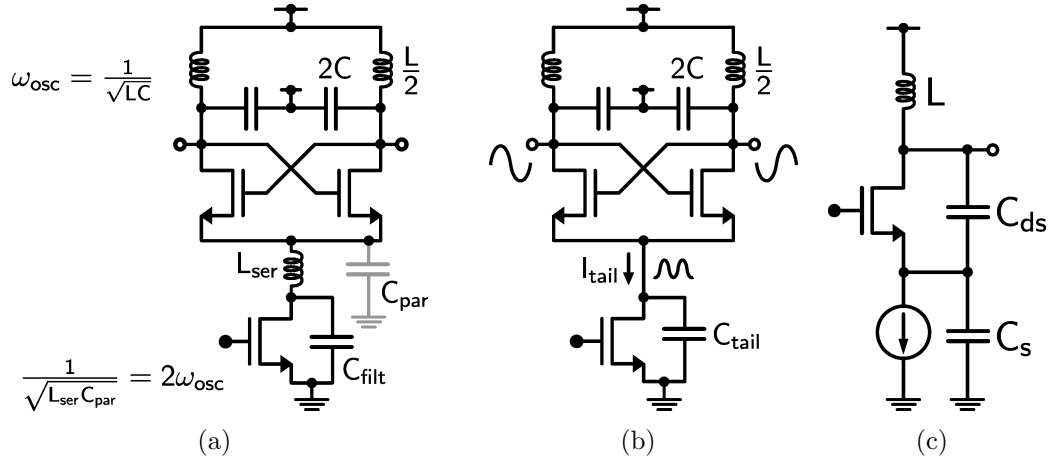 ω_osc = 1/√LC
2C
L/2
L_ser
C_par
C_filt
1/√L_ser C_par = 2ω_osc
(a)
2C
L/2
I_tail
C_tail
(b)
L
C_ds
C_s
(c)